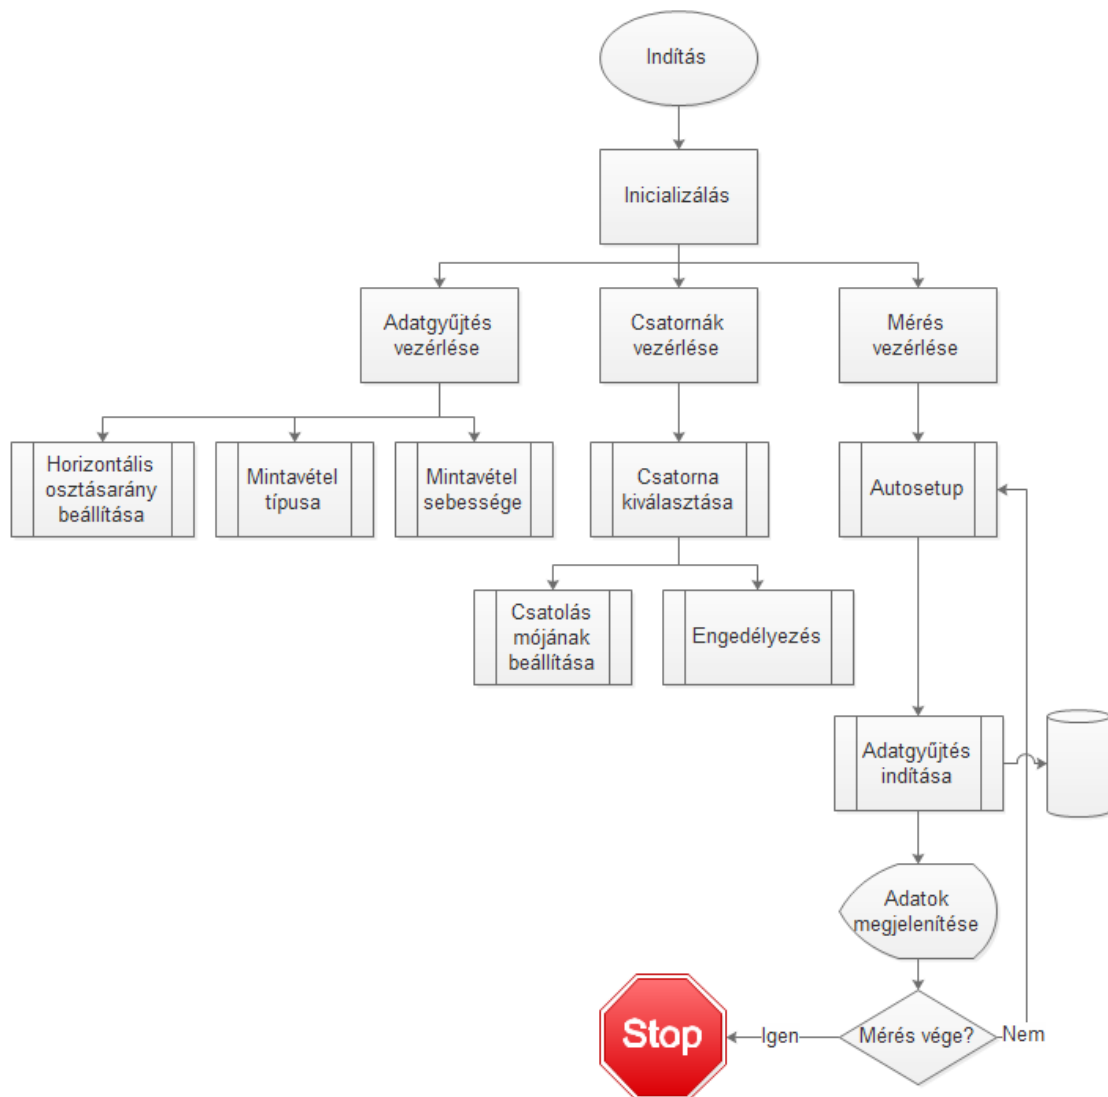 Indítás
Inicializálás
Adatgyűjtés
vezérlése
Csatornák
vezérlése
Mérés
vezérlése
Horizontális
osztásarány
beállítása
Mintavétel
típusa
Mintavétel
sebessége
Csatorna
kiválasztása
Autosetup
Csatolás
mójának
beállítása
Engedélyezés
Adatgyűjtés
indítása
Adatok
megjelenítése
Stop
Igen
Mérés vége?
Nem